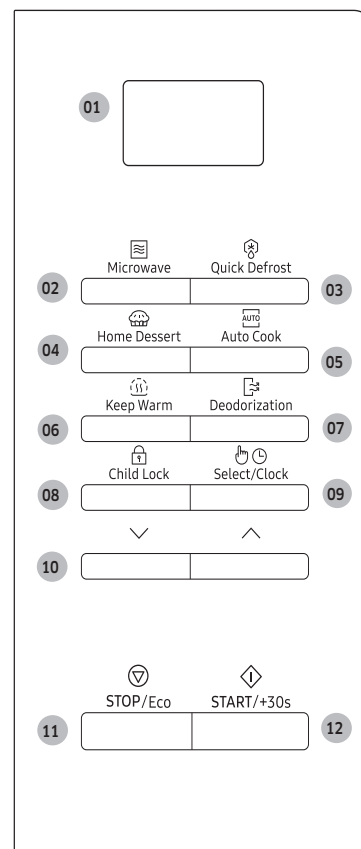 01
Microwave Quick Defrost
02 03
Home Dessert AUTO Auto Cook
04 05
Keep Warm Deodorization
06 07
Child Lock Select/Clock
08 09
10
STOP/Eco START/+30s
11 12